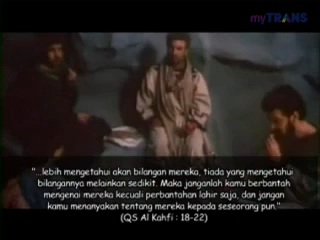 myTRANS
"...lebih mengetahui akan bilangan mereka, tiada yang mengetahui
bilangannya melainkan sedikit. Maka janganlah kamu berbantah
mengenai mereka kecuali perbantahan lahir saja, dan jangan
kamu menanyakan tentang mereka kepada seseorang pun."
(QS Al Kahfi : 18-22)